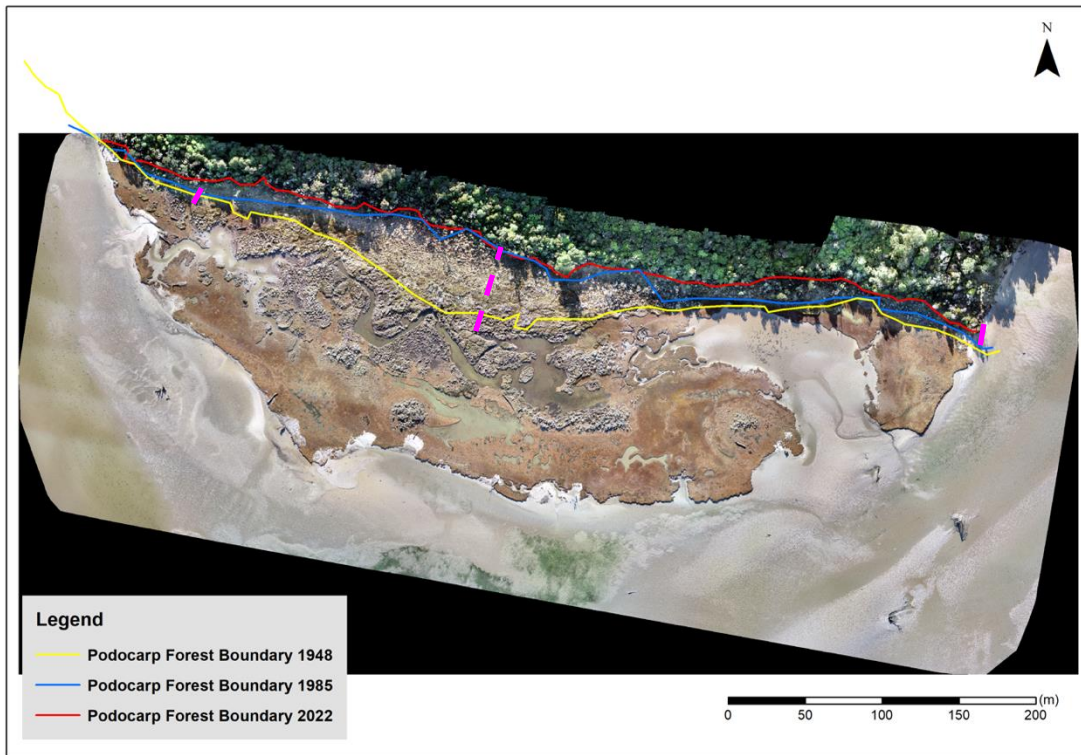 N
Legend
Podocarp Forest Boundary 1948
Podocarp Forest Boundary 1985
Podocarp Forest Boundary 2022
(m)
0 50 100 150 200